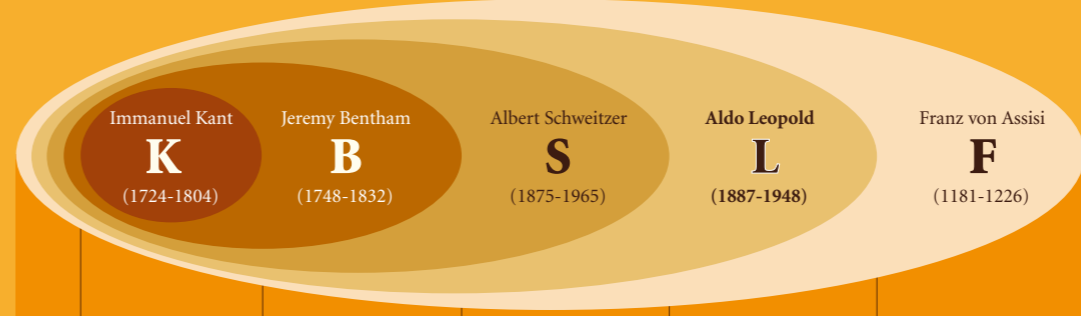 Immanuel Kant
K
(1724-1804)
Jeremy Bentham
B
(1748-1832)
Albert Schweitzer
S
(1875-1965)
Aldo Leopold
L
(1887-1948)
Franz von Assisi
F
(1181-1226)